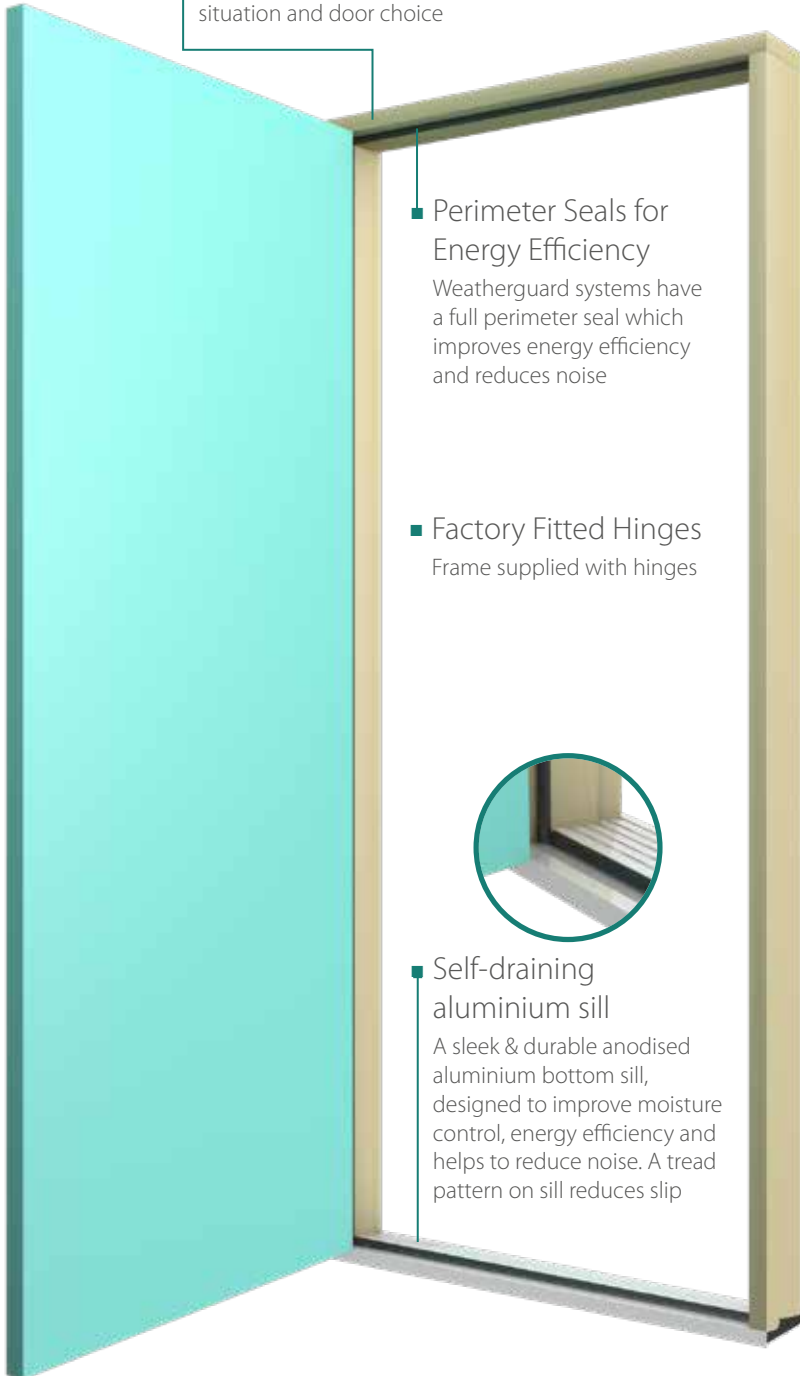 situation and door choice
Perimeter Seals for
Energy Efficiency
Weatherguard systems have
a full perimeter seal which
improves energy efficiency
and reduces noise
Factory Fitted Hinges
Frame supplied with hinges
Self-draining
aluminium sill
A sleek & durable anodised
aluminium bottom sill,
designed to improve moisture
control, energy efficiency and
helps to reduce noise. A tread
pattern on sill reduces slip